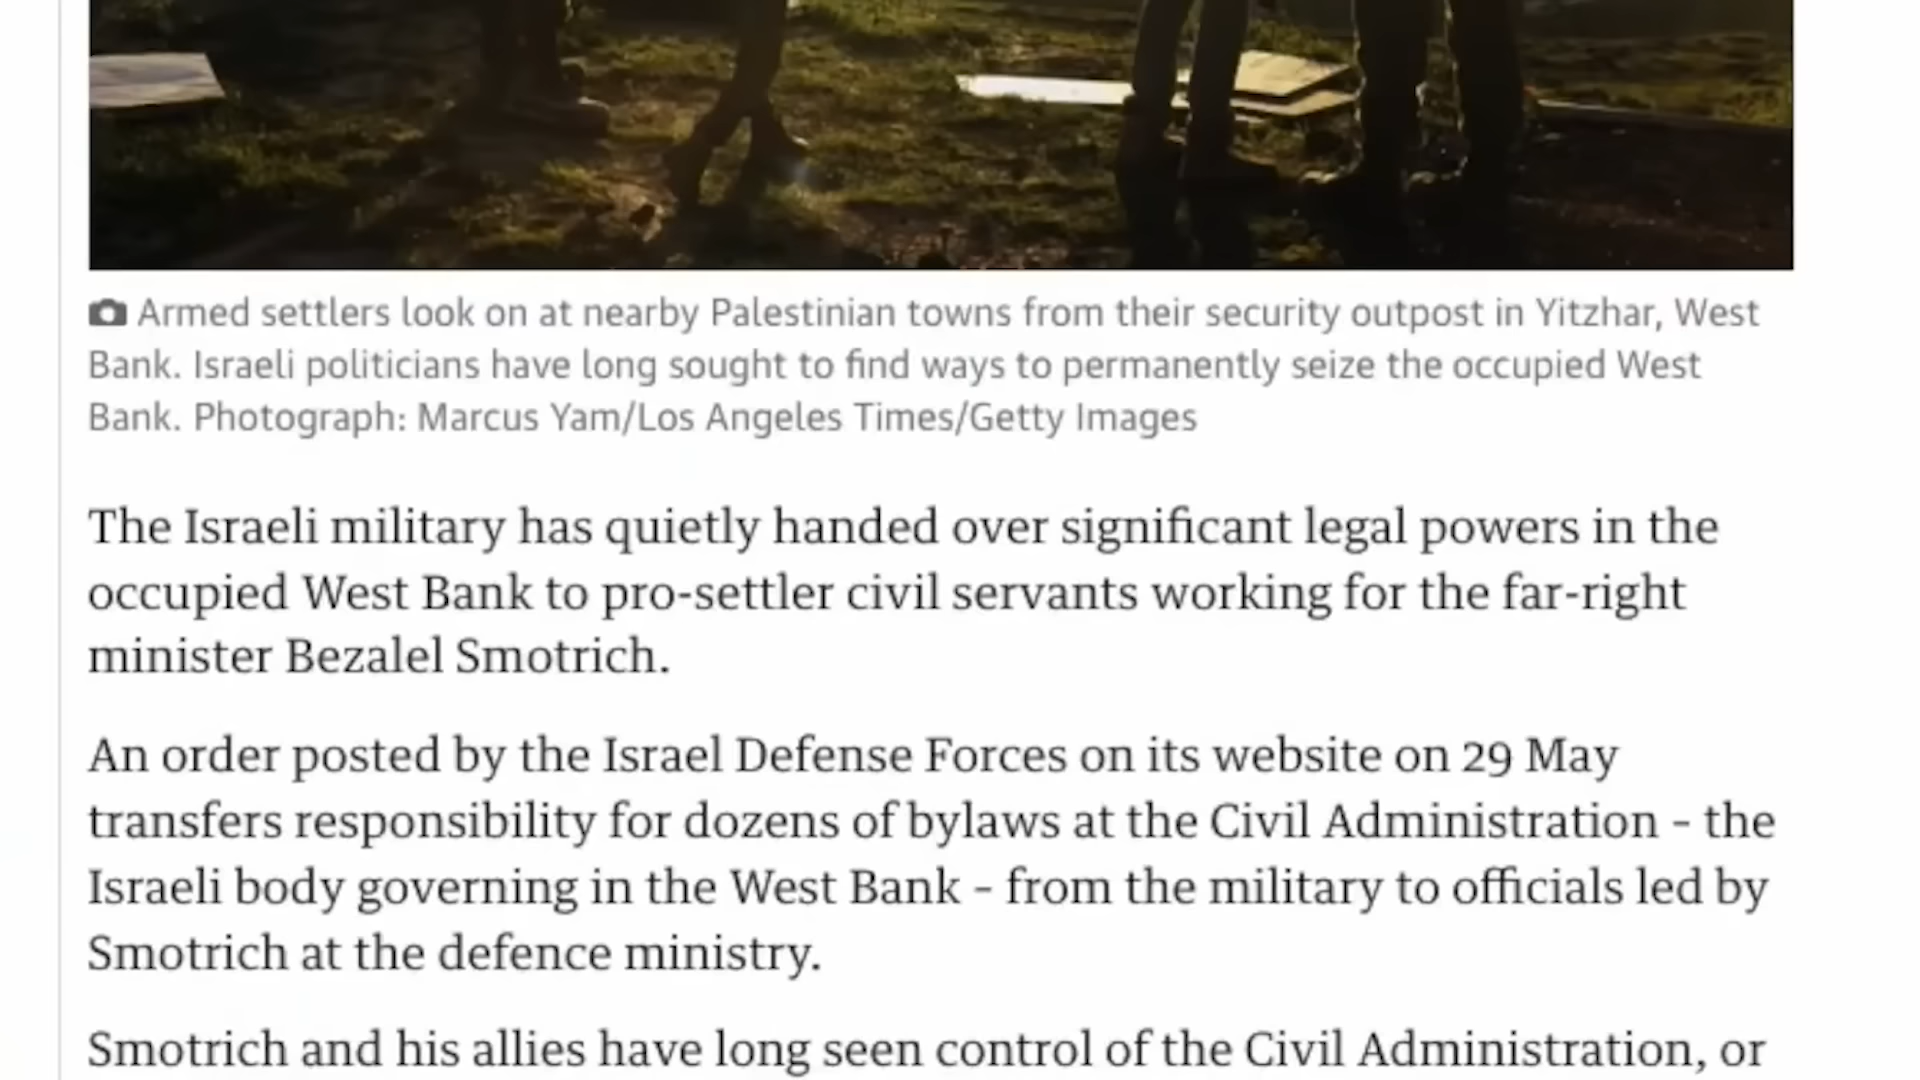 Armed settlers look on at nearby Palestinian towns from their security outpost in Yitzhar, West
Bank. Israeli politicians have long sought to find ways to permanently seize the occupied West
Bank. Photograph: Marcus Yam/Los Angeles Times/Getty Images
The Israeli military has quietly handed over significant legal powers in the
occupied West Bank to pro-settler civil servants working for the far-right
minister Bezalel Smotrich.
An order posted by the Israel Defense Forces on its website on 29 May
transfers responsibility for dozens of bylaws at the Civil Administration – the
Israeli body governing in the West Bank – from the military to officials led by
Smotrich at the defence ministry.
Smotrich and his allies have long seen control of the Civil Administration, or